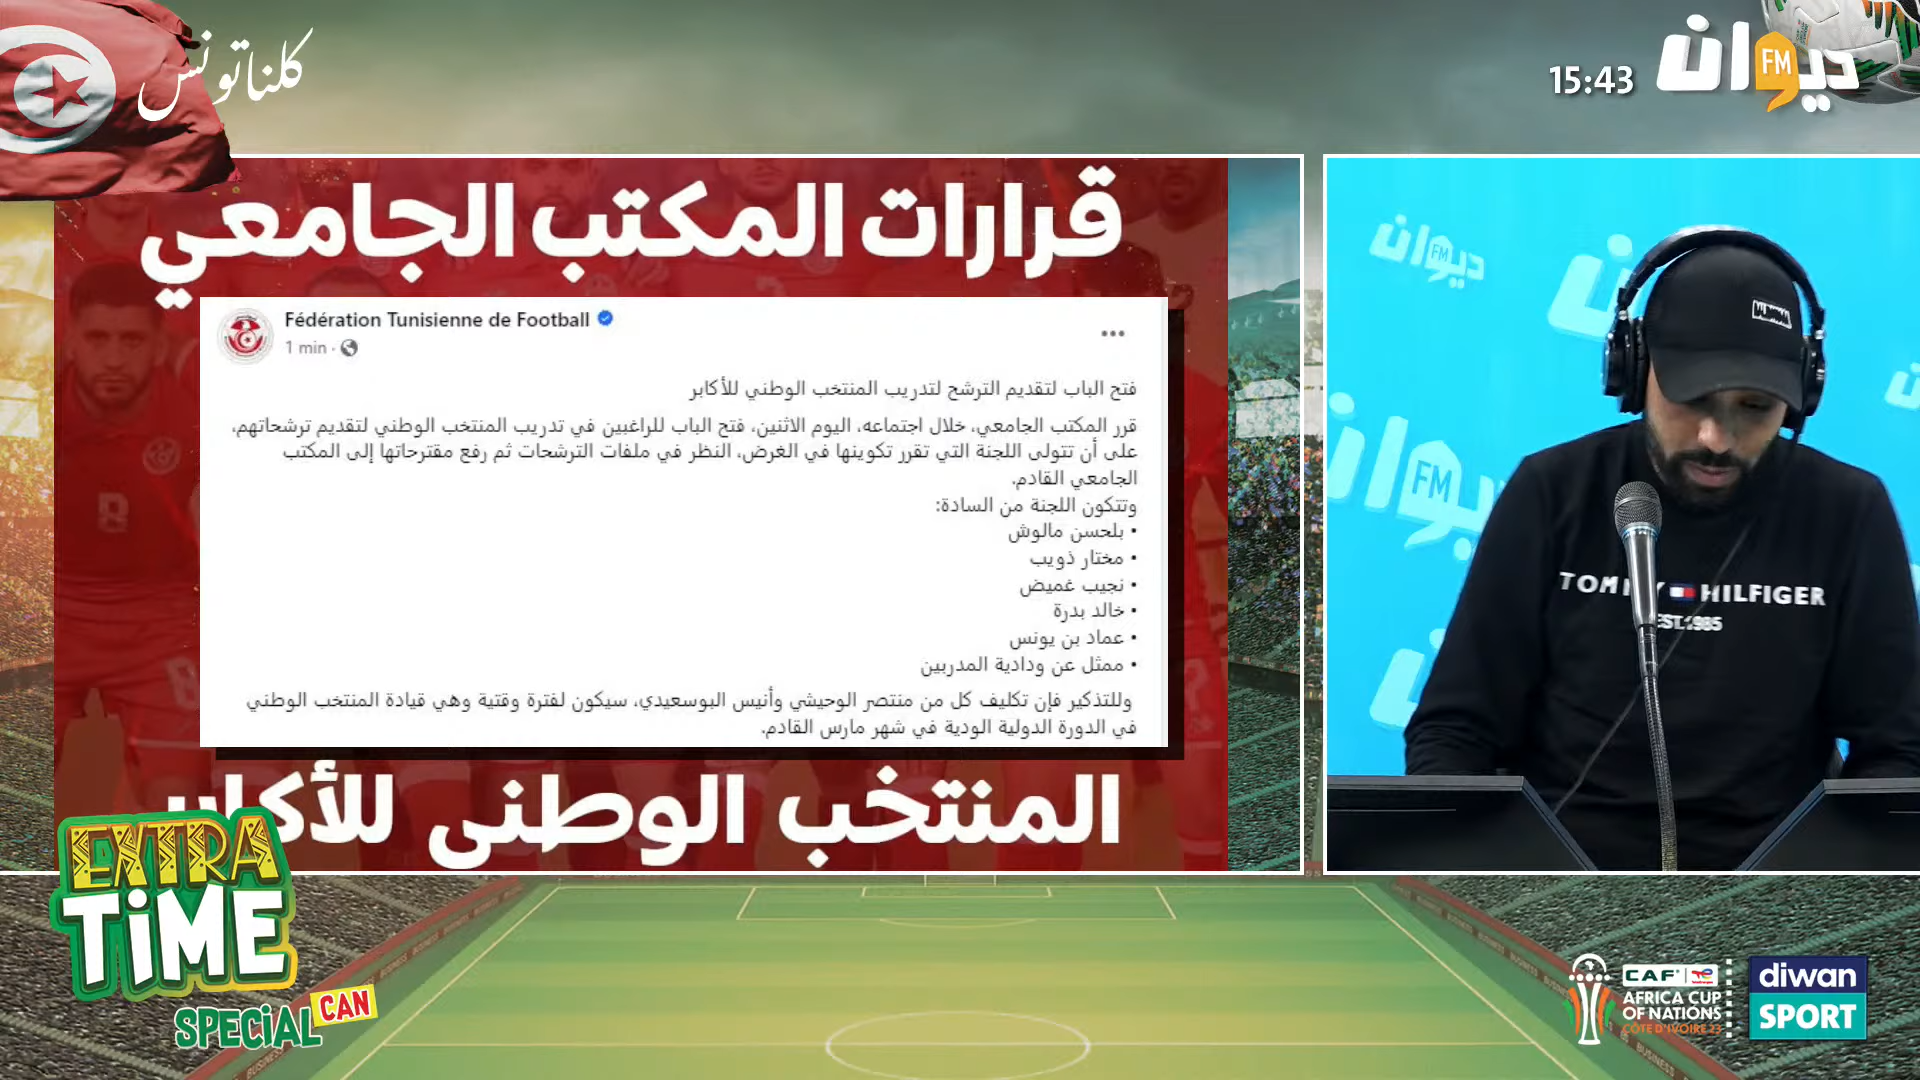 كلنا تونس
15:43
ديوان
FM
قرارات المكتب الجامعي
Fédération Tunisienne de Football
1 min ·
فتح الباب لتقديم الترشح لتدريب المنتخب الوطني للأكابر
قرر المكتب الجامعي، خلال اجتماعه، اليوم الاثنين، فتح الباب للراغبين في تدريب المنتخب الوطني لتقديم ترشحاتهم،
على أن تتولى اللجنة التي تقرر تكوينها في الغرض، النظر في ملفات الترشحات ثم رفع مقترحاتها إلى المكتب
الجامعي القادم.
وتتكون اللجنة من السادة:
• بلحسن مالوش
• مختار ذويب
• نجيب غميض
• خالد بدرة
• عماد بن يونس
• ممثل عن ودادية المدربين
وللتذكير فإن تكليف كل من منتصر الوحيشي وأنيس البوسعيدي، سيكون لفترة وقتية وهي قيادة المنتخب الوطني
في الدورة الدولية الودية في شهر مارس القادم.
المنتخب الوطني للأكابر
ديوان FM
TOMMY HILFIGER
EST. 1985
EXTRA
TIME
SPECIAL CAN
CAF
AFRICA CUP
OF NATIONS
CÔTE D'IVOIRE 23
diwan
SPORT